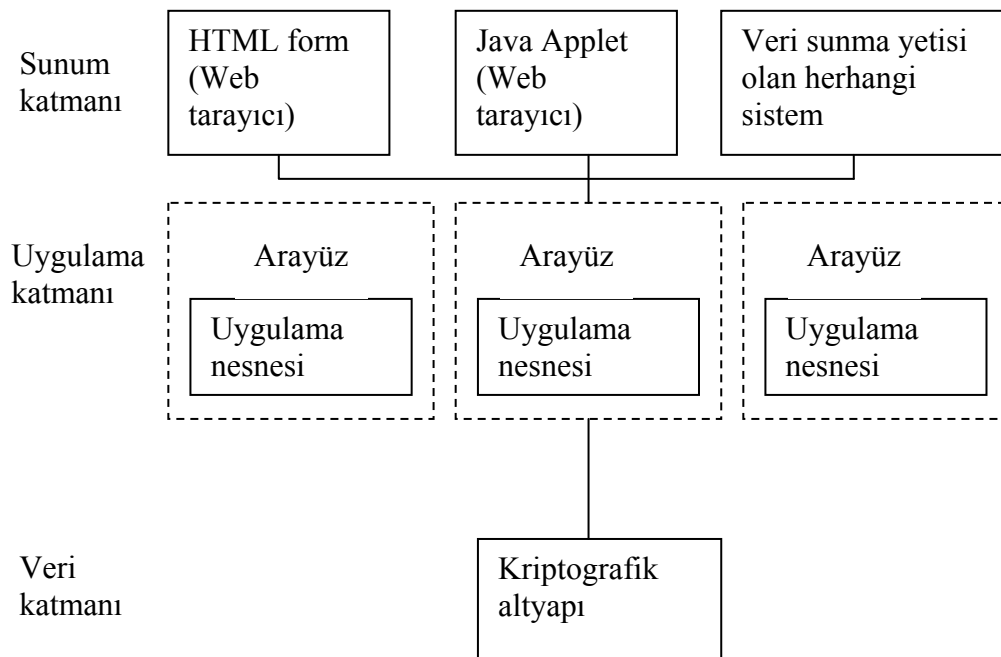 Sunum
katmanı
HTML form
(Web
tarayıcı)
Java Applet
(Web
tarayıcı)
Veri sunma yetisi
olan herhangi
sistem
Uygulama
katmanı
Arayüz
Uygulama
nesnesi
Arayüz
Uygulama
nesnesi
Arayüz
Uygulama
nesnesi
Veri
katmanı
Kriptografik
altyapı